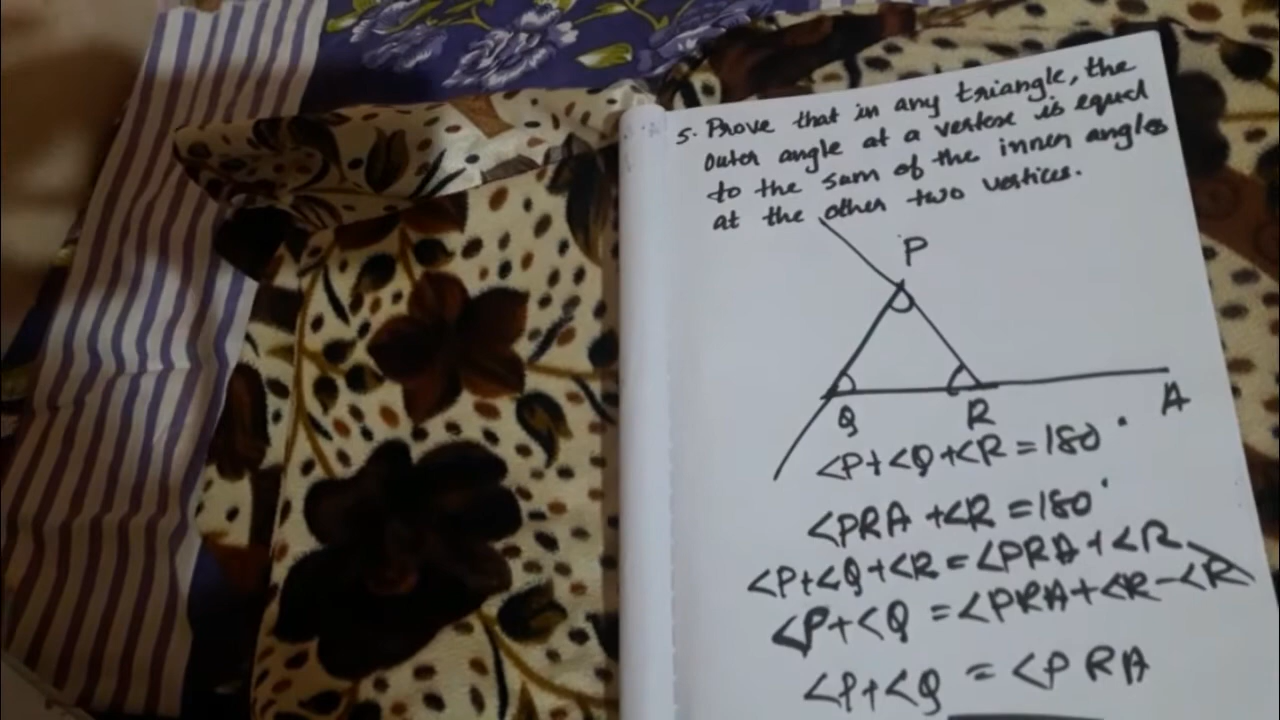 5. Prove that in any triangle, the
outer angle at a vertex is equal
to the sum of the inner angles
at the other two vertices.
P
Q
R
A
<P+<Q+<R=180°
<PRA+<R=180°
<P+<Q+<R=<PRA+<R
<P+<Q=<PRA+<R-<R
<P+<Q=<PRA